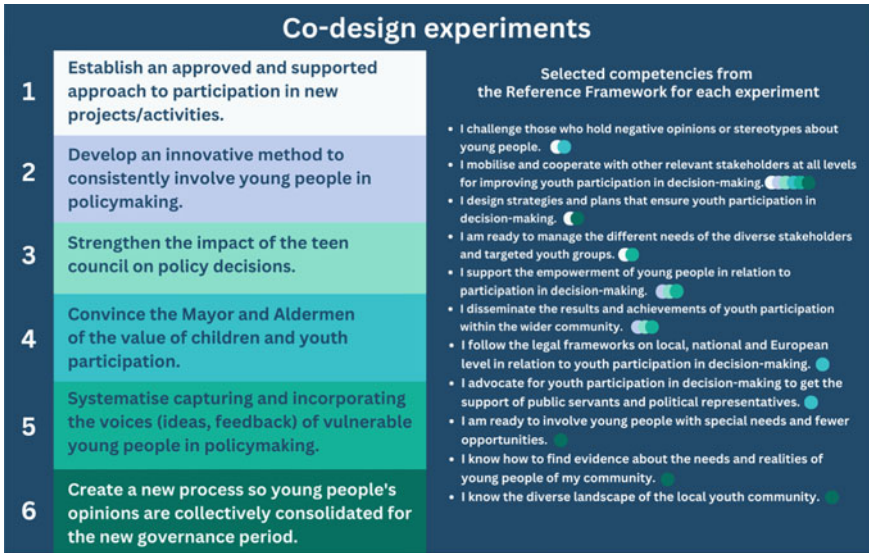 Co-design experiments
1
Establish an approved and supported
approach to participation in new
projects/activities.
2
Develop an innovative method to
consistently involve young people in
policymaking.
3
Strengthen the impact of the teen
council on policy decisions.
4
Convince the Mayor and Aldermen
of the value of children and youth
participation.
5
Systematise capturing and incorporating
the voices (ideas, feedback) of vulnerable
young people in policymaking.
6
Create a new process so young people's
opinions are collectively consolidated for
the new governance period.
Selected competencies from
the Reference Framework for each experiment
• I challenge those who hold negative opinions or stereotypes about
young people.
• I mobilise and cooperate with other relevant stakeholders at all levels
for improving youth participation in decision-making.
• I design strategies and plans that ensure youth participation in
decision-making.
• I am ready to manage the different needs of the diverse stakeholders
and targeted youth groups.
• I support the empowerment of young people in relation to
participation in decision-making.
• I disseminate the results and achievements of youth participation
within the wider community.
• I follow the legal frameworks on local, national and European
level in relation to youth participation in decision-making.
• I advocate for youth participation in decision-making to get the
support of public servants and political representatives.
• I am ready to involve young people with special needs and fewer
opportunities.
• I know how to find evidence about the needs and realities of
young people of my community.
• I know the diverse landscape of the local youth community.